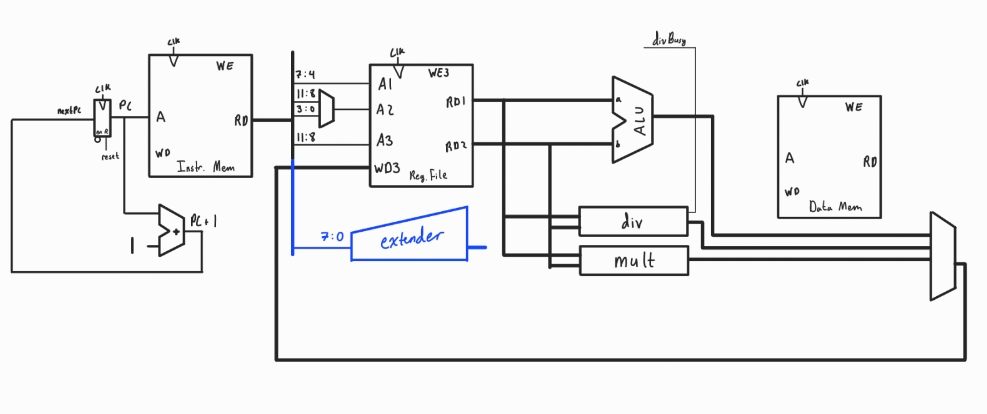 nextPC
clk
PC
MR
reset
PC+1
+
1
clk
WE
A
RD
WD
Instr. Mem
7:4
11:8
3:0
11:8
7:0
extender
clk
WE3
A1
A2
A3
WD3
RD1
RD2
Reg. File
a
b
ALU
divBusy
div
mult
clk
WE
A
RD
WD
Data Mem